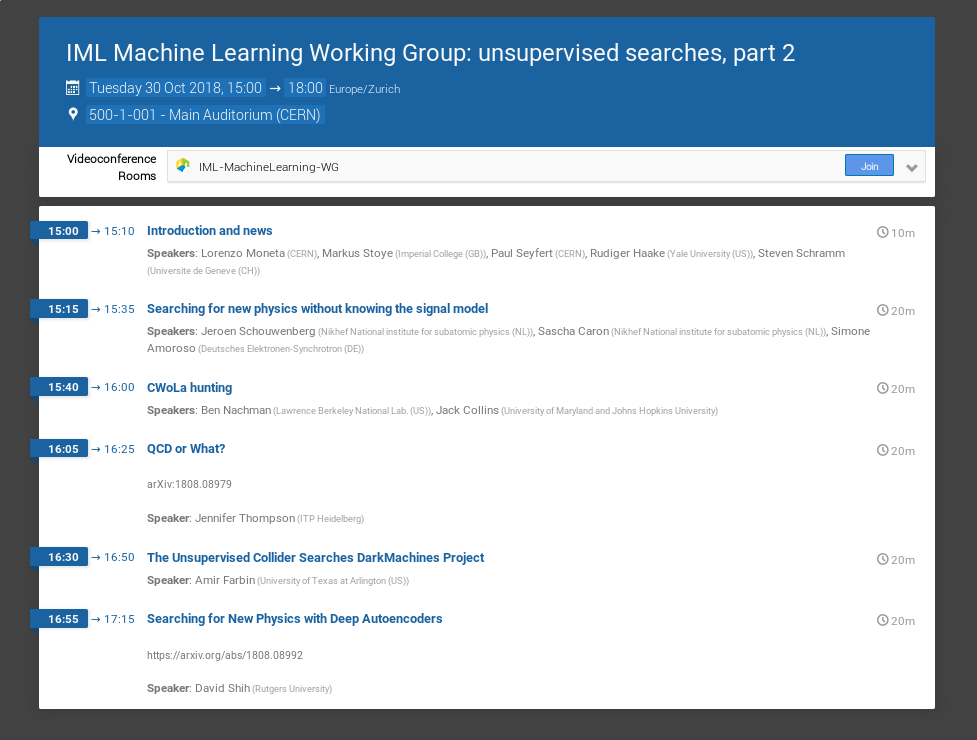 IML Machine Learning Working Group: unsupervised searches, part 2
Tuesday 30 Oct 2018, 15:00 → 18:00 Europe/Zurich
500-1-001 - Main Auditorium (CERN)
Videoconference
Rooms
IML-MachineLearning-WG
Join
15:00 → 15:10 Introduction and news 10m
Speakers: Lorenzo Moneta (CERN), Markus Stoye (Imperial College (GB)), Paul Seyfert (CERN), Rudiger Haake (Yale University (US)), Steven Schramm
(Universite de Geneve (CH))
15:15 → 15:35 Searching for new physics without knowing the signal model 20m
Speakers: Jeroen Schouwenberg (Nikhef National institute for subatomic physics (NL)), Sascha Caron (Nikhef National institute for subatomic physics (NL)), Simone
Amoroso (Deutsches Elektronen-Synchrotron (DE))
15:40 → 16:00 CWoLa hunting 20m
Speakers: Ben Nachman (Lawrence Berkeley National Lab. (US)), Jack Collins (University of Maryland and Johns Hopkins University)
16:05 → 16:25 QCD or What? 20m
arXiv:1808.08979
Speaker: Jennifer Thompson (ITP Heidelberg)
16:30 → 16:50 The Unsupervised Collider Searches DarkMachines Project 20m
Speaker: Amir Farbin (University of Texas at Arlington (US))
16:55 → 17:15 Searching for New Physics with Deep Autoencoders 20m
https://arxiv.org/abs/1808.08992
Speaker: David Shih (Rutgers University)